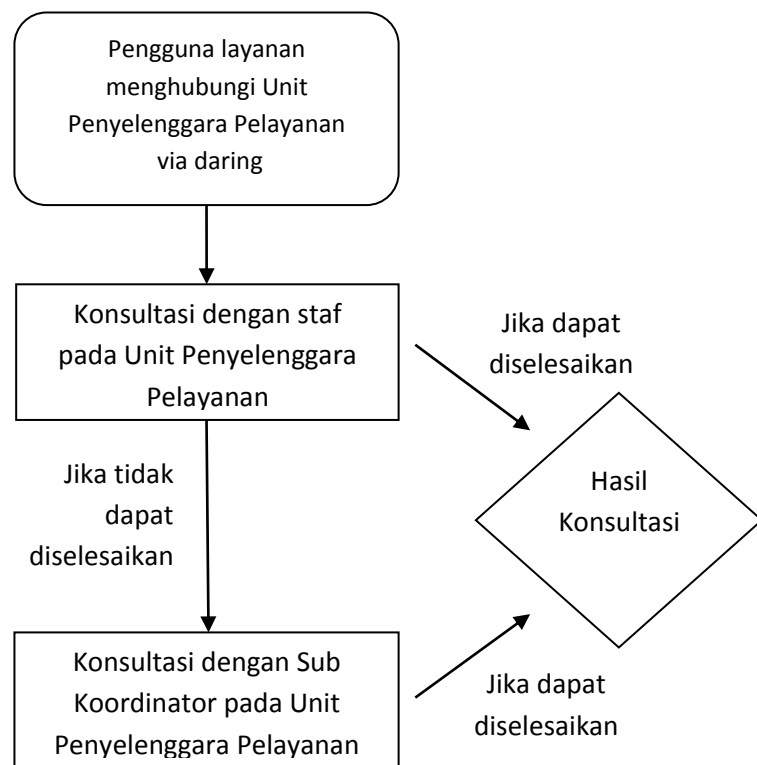 Pengguna layanan
menghubungi Unit
Penyelenggara Pelayanan
via daring
Konsultasi dengan staf
pada Unit Penyelenggara
Pelayanan
Jika dapat
diselesaikan
Jika tidak
dapat
diselesaikan
Hasil
Konsultasi
Konsultasi dengan Sub
Koordinator pada Unit
Penyelenggara Pelayanan
Jika dapat
diselesaikan